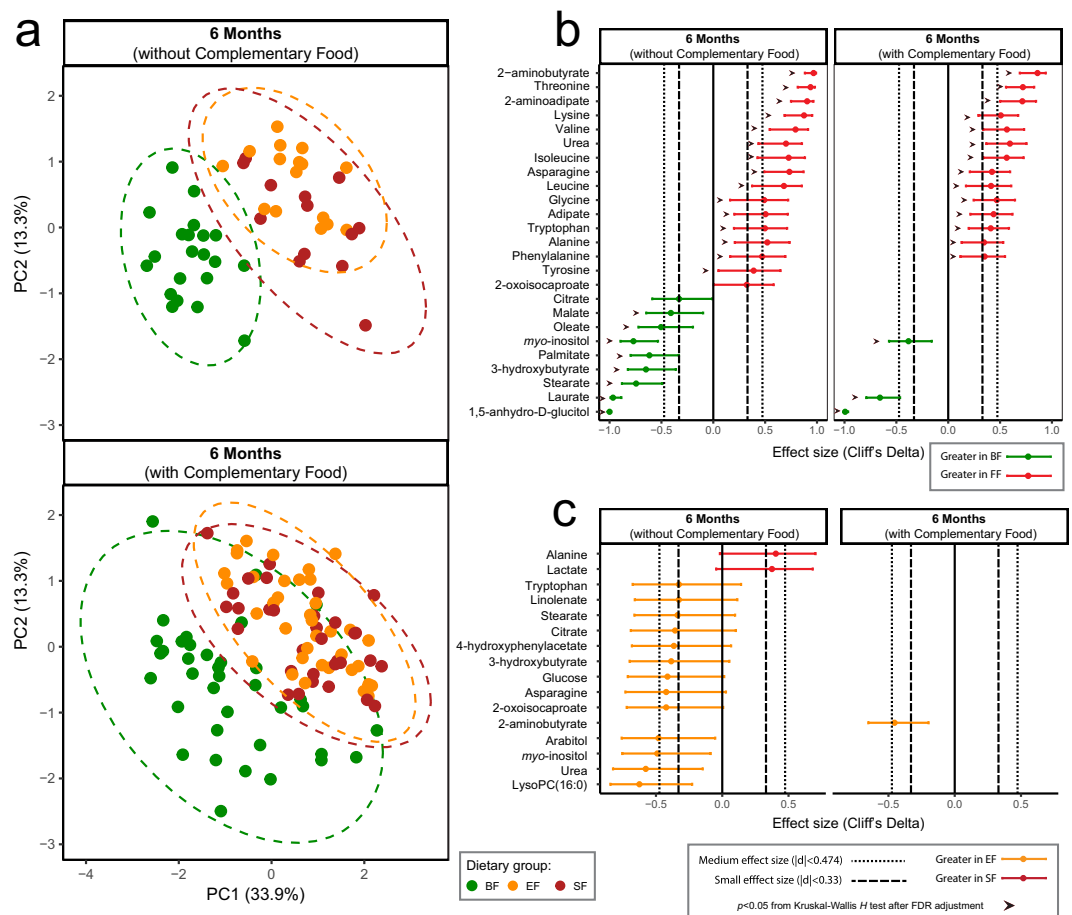 a
6 Months
(without Complementary Food)
2
1
0
−1
−2
−3
PC2 (13.3%)
6 Months
(with Complementary Food)
2
1
0
−1
−2
−3
PC2 (13.3%)
−4
−2
0
2
PC1 (33.9%)
Dietary group:
BF
EF
SF
b
6 Months
(without Complementary Food)
6 Months
(with Complementary Food)
2−aminobutyrate
Threonine
2-aminoadipate
Lysine
Valine
Urea
Isoleucine
Asparagine
Leucine
Glycine
Adipate
Tryptophan
Alanine
Phenylalanine
Tyrosine
2-oxoisocaproate
Citrate
Malate
Oleate
myo-inositol
Palmitate
3-hydroxybutyrate
Stearate
Laurate
1,5-anhydro-D-glucitol
−1.0 −0.5 0.0 0.5 1.0
−1.0 −0.5 0.0 0.5 1.0
Effect size (Cliff's Delta)
Greater in BF
Greater in FF
c
6 Months
(without Complementary Food)
6 Months
(with Complementary Food)
Alanine
Lactate
Tryptophan
Linolenate
Stearate
Citrate
4-hydroxyphenylacetate
3-hydroxybutyrate
Glucose
Asparagine
2-oxoisocaproate
2-aminobutyrate
Arabitol
myo-inositol
Urea
LysoPC(16:0)
−0.5 0.0 0.5
−0.5 0.0 0.5
Effect size (Cliff's Delta)
Medium effect size (|d|<0.474)
Small efffect size (|d|<0.33)
Greater in EF
Greater in SF
p<0.05 from Kruskal-Wallis H test after FDR adjustment